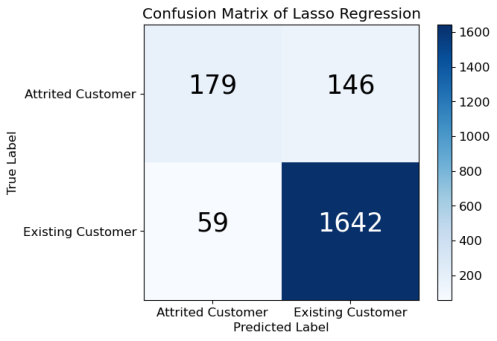 Confusion Matrix of Lasso Regression
1600
1400
1200
1000
800
600
400
200
True Label
Attrited Customer
179 146
Existing Customer
59 1642
Attrited Customer Existing Customer
Predicted Label